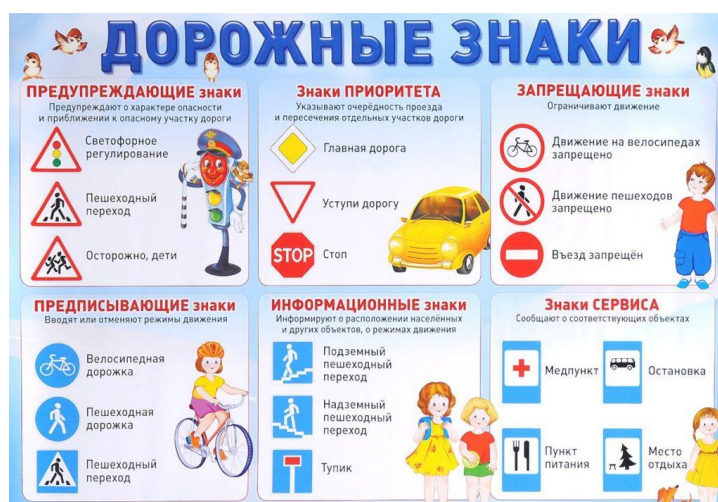 ДОРОЖНЫЕ ЗНАКИ
ПРЕДУПРЕЖДАЮЩИЕ знаки
Предупреждают о характере опасности
и приближении к опасному участку дороги
Светофорное
регулирование
Пешеходный
переход
Осторожно, дети
Знаки ПРИОРИТЕТА
Указывают очерёдность проезда
и пересечения отдельных участков дороги
Главная дорога
Уступи дорогу
STOP
Стоп
ЗАПРЕЩАЮЩИЕ знаки
Ограничивают движение
Движение на велосипедах
запрещено
Движение пешеходов
запрещено
Въезд запрещён
ПРЕДПИСЫВАЮЩИЕ знаки
Вводят или отменяют режимы движения
Велосипедная
дорожка
Пешеходная
дорожка
Пешеходный
переход
ИНФОРМАЦИОННЫЕ знаки
Информируют о расположении населённых
и других объектов, о режимах движения
Подземный
пешеходный
переход
Надземный
пешеходный
переход
Тупик
Знаки СЕРВИСА
Сообщают о соответствующих объектах
Медпункт
Остановка
Пункт
питания
Место
отдыха